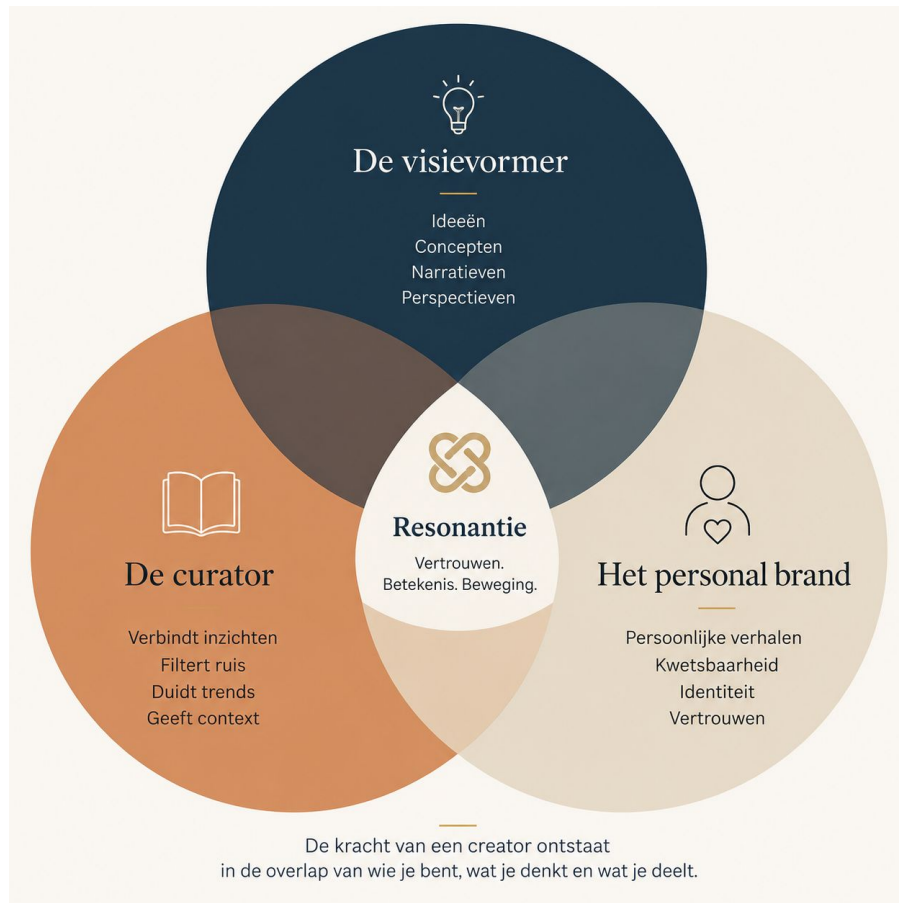 De visievormer
Ideeën
Concepten
Narratieven
Perspectieven
De curator
Verbindt inzichten
Filtert ruis
Duidt trends
Geeft context
Resonantie
Vertrouwen.
Betekenis. Beweging.
Het personal brand
Persoonlijke verhalen
Kwetsbaarheid
Identiteit
Vertrouwen
De kracht van een creator ontstaat
in de overlap van wie je bent, wat je denkt en wat je deelt.